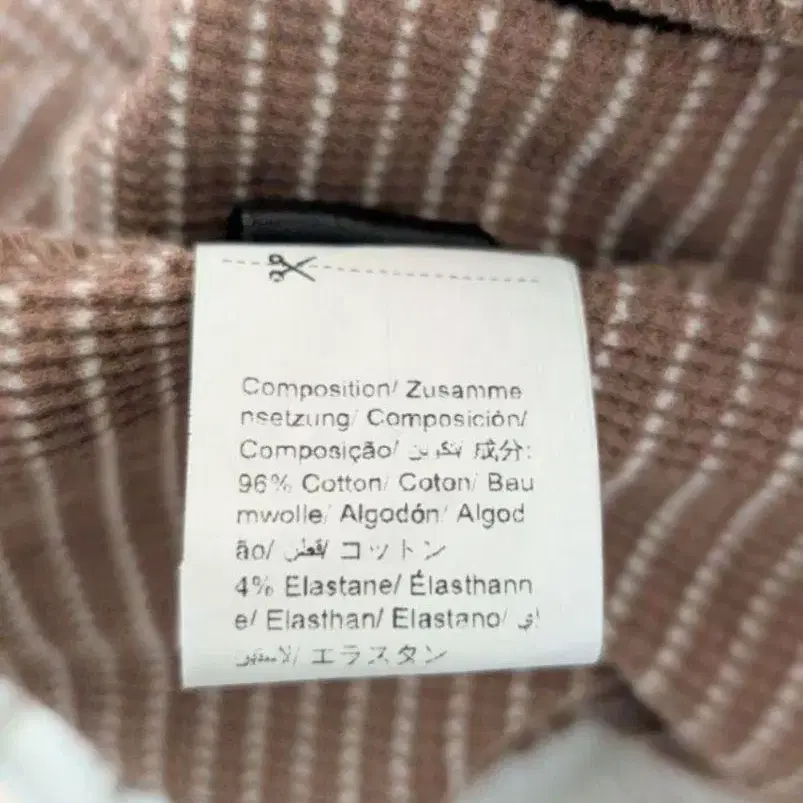 Composition/ Zusamme
nsetzung/ Composición/
Composição/ تكوين 成分:
96% Cotton/ Coton/ Bau
mwolle/ Algodón/ Algod
ão/ قطن/ コットン
4% Elastane/ Élasthann
e/ Elasthan/ Elastano/
エラスタン